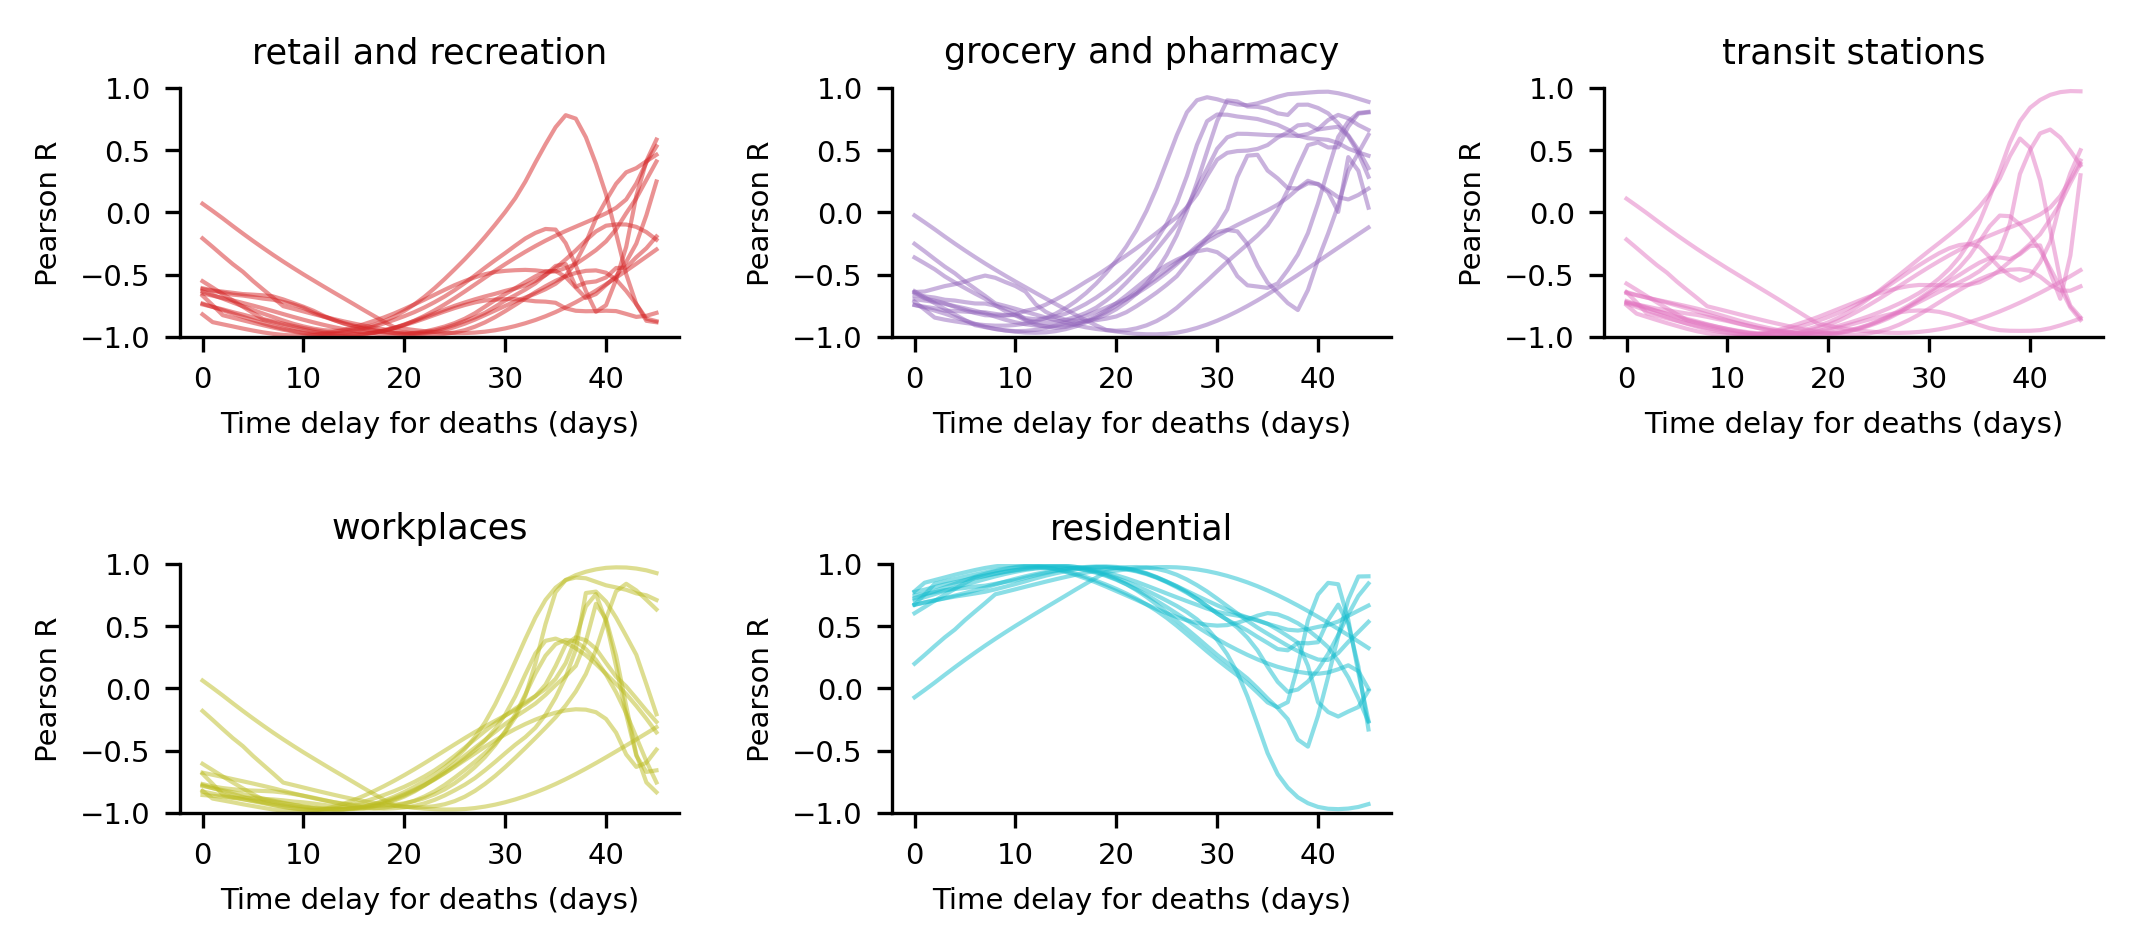 retail and recreation
Pearson R
1.0
0.5
0.0
−0.5
−1.0
0 10 20 30 40
Time delay for deaths (days)
grocery and pharmacy
Pearson R
1.0
0.5
0.0
−0.5
−1.0
0 10 20 30 40
Time delay for deaths (days)
transit stations
Pearson R
1.0
0.5
0.0
−0.5
−1.0
0 10 20 30 40
Time delay for deaths (days)
workplaces
Pearson R
1.0
0.5
0.0
−0.5
−1.0
0 10 20 30 40
Time delay for deaths (days)
residential
Pearson R
1.0
0.5
0.0
−0.5
−1.0
0 10 20 30 40
Time delay for deaths (days)